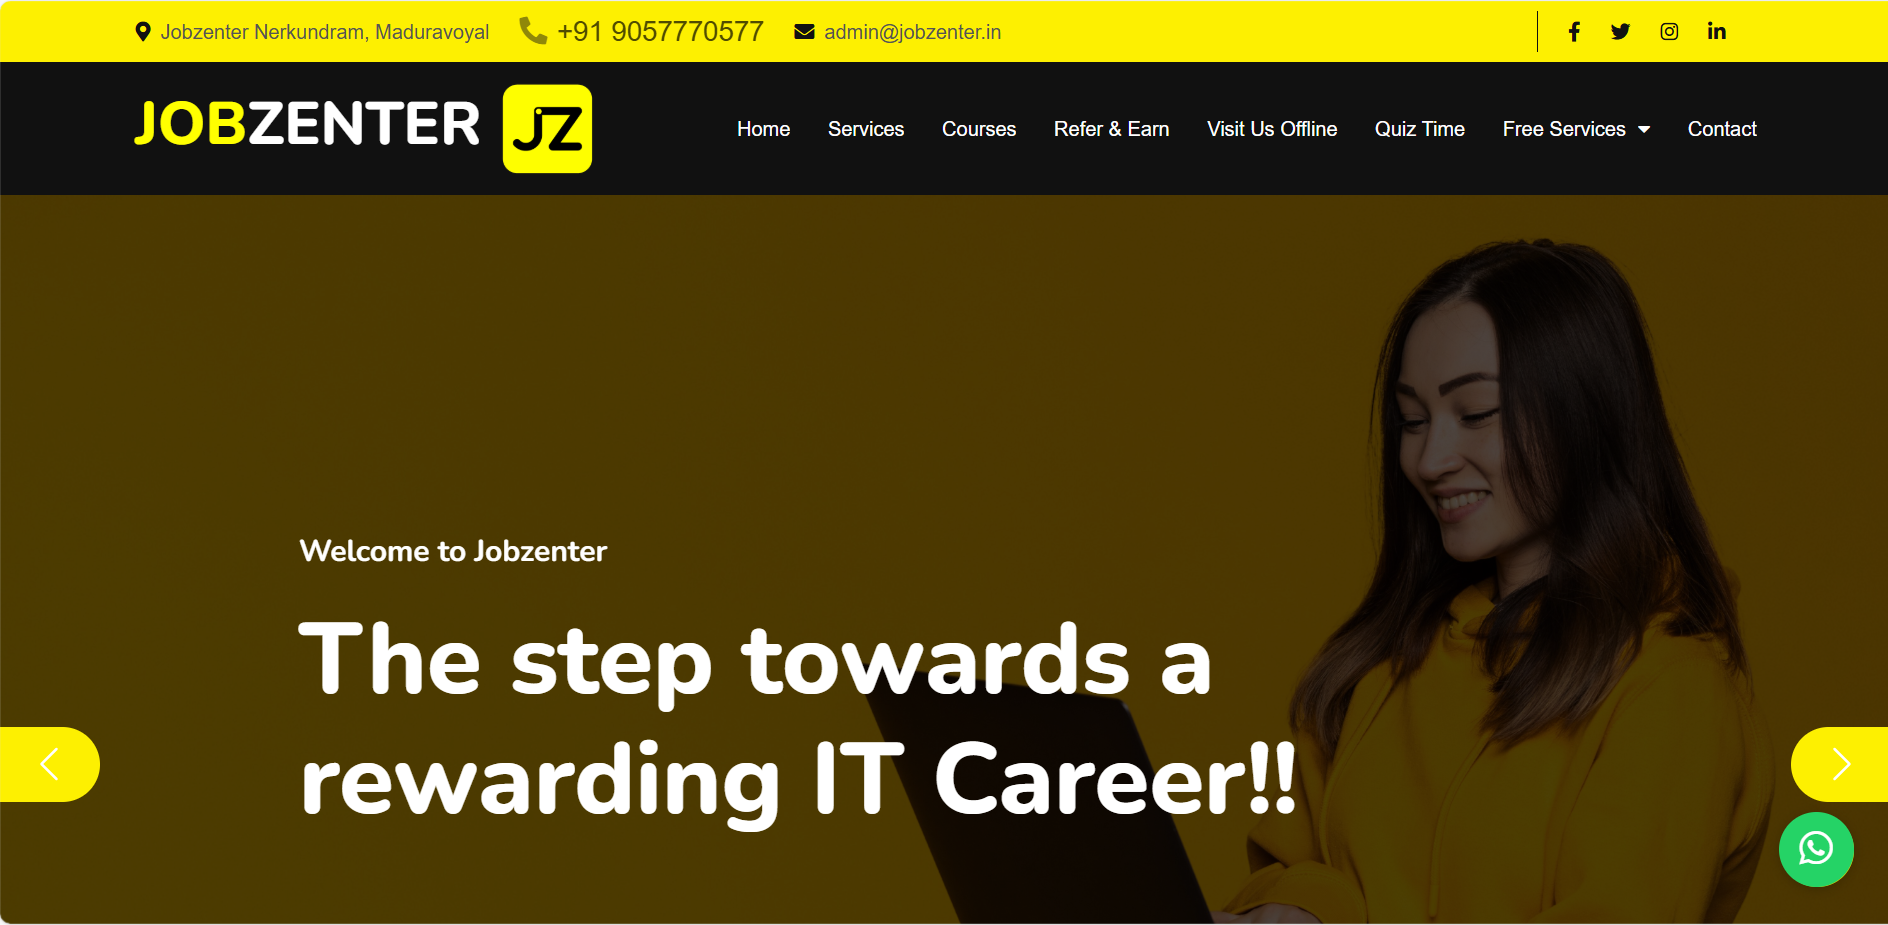 Jobzenter Nerkundram, Maduravoyal +91 9057770577 admin@jobzenter.in
JOBZENTER JZ
Home Services Courses Refer & Earn Visit Us Offline Quiz Time Free Services Contact
Welcome to Jobzenter
The step towards a
rewarding IT Career!!